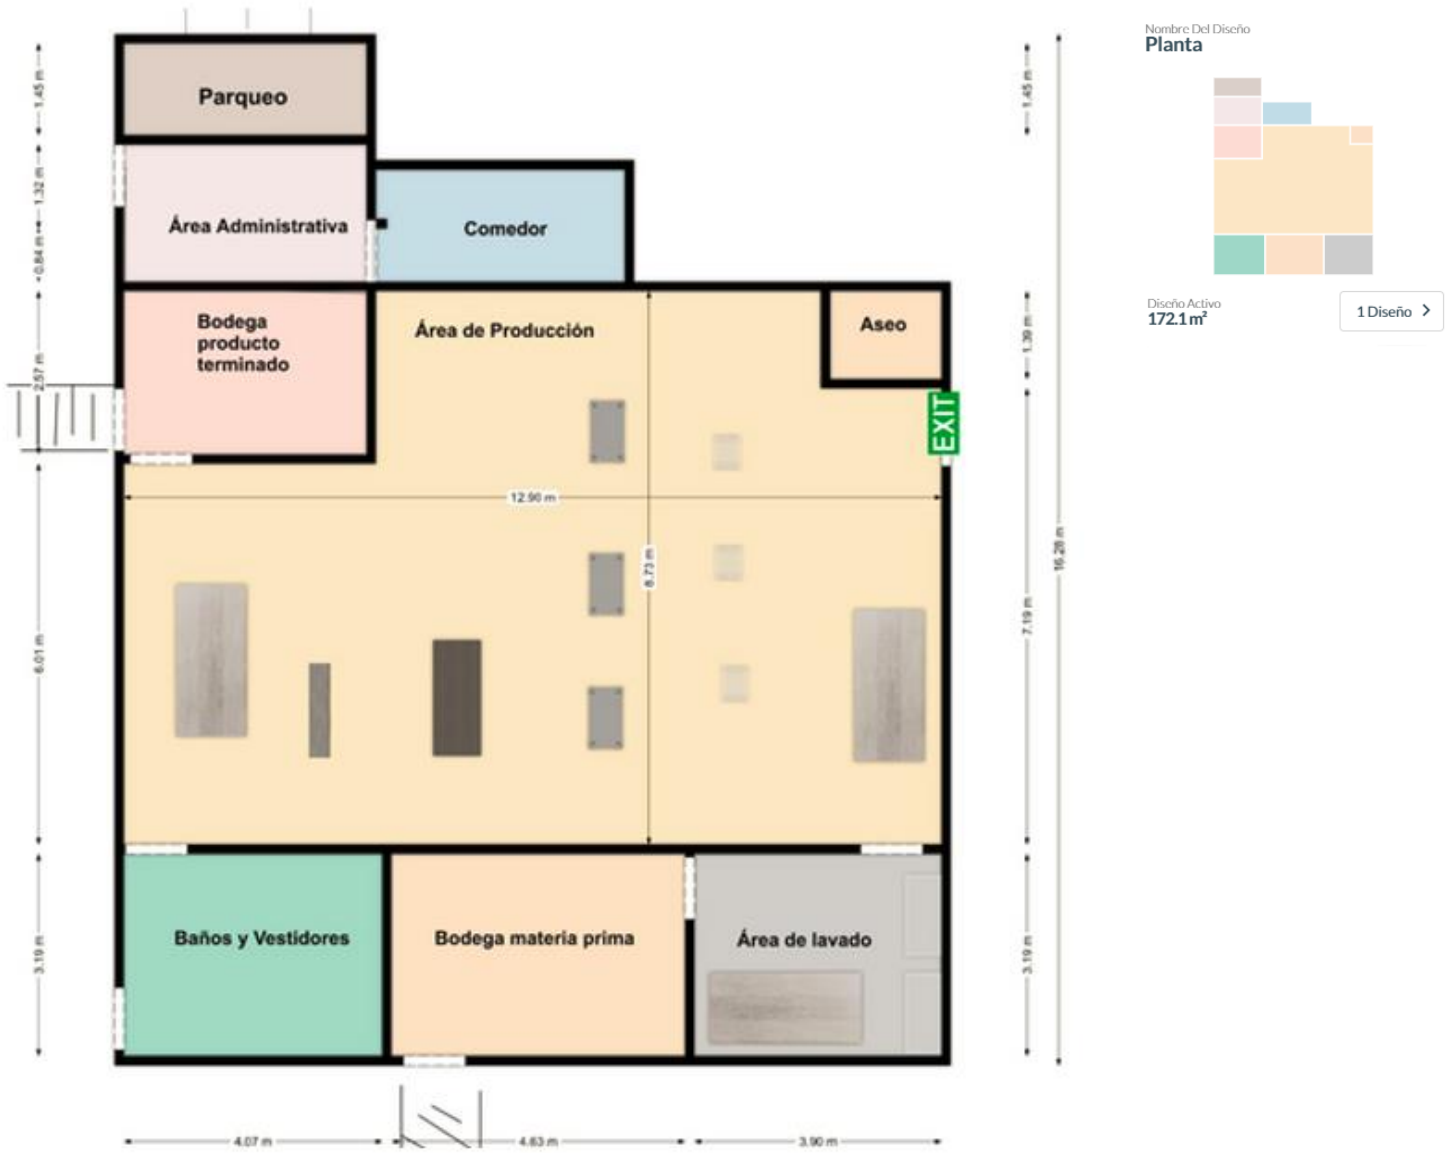 Nombre Del Diseño
Planta
Parqueo
1.45 m
1.45 m
1.32 m
Área Administrativa
Comedor
0.84 m
Bodega
producto
terminado
Área de Producción
Aseo
1.39 m
Diseño Activo
172.1 m²
1 Diseño
2.57 m
EXIT
12.90 m
8.73 m
16.28 m
7.19 m
6.01 m
Baños y Vestidores
Bodega materia prima
Área de lavado
3.19 m
3.19 m
4.07 m
4.63 m
3.90 m